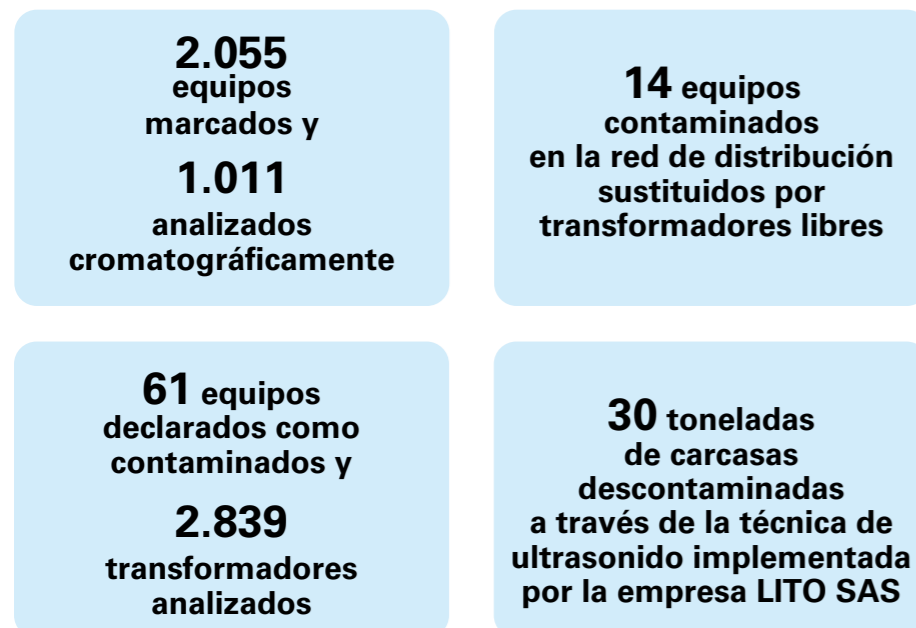 2.055
equipos
marcados y
1.011
analizados
cromatográficamente
14 equipos
contaminados
en la red de distribución
sustituidos por
transformadores libres
61 equipos
declarados como
contaminados y
2.839
transformadores
analizados
30 toneladas
de carcasas
descontaminadas
a través de la técnica de
ultrasonido implementada
por la empresa LITO SAS